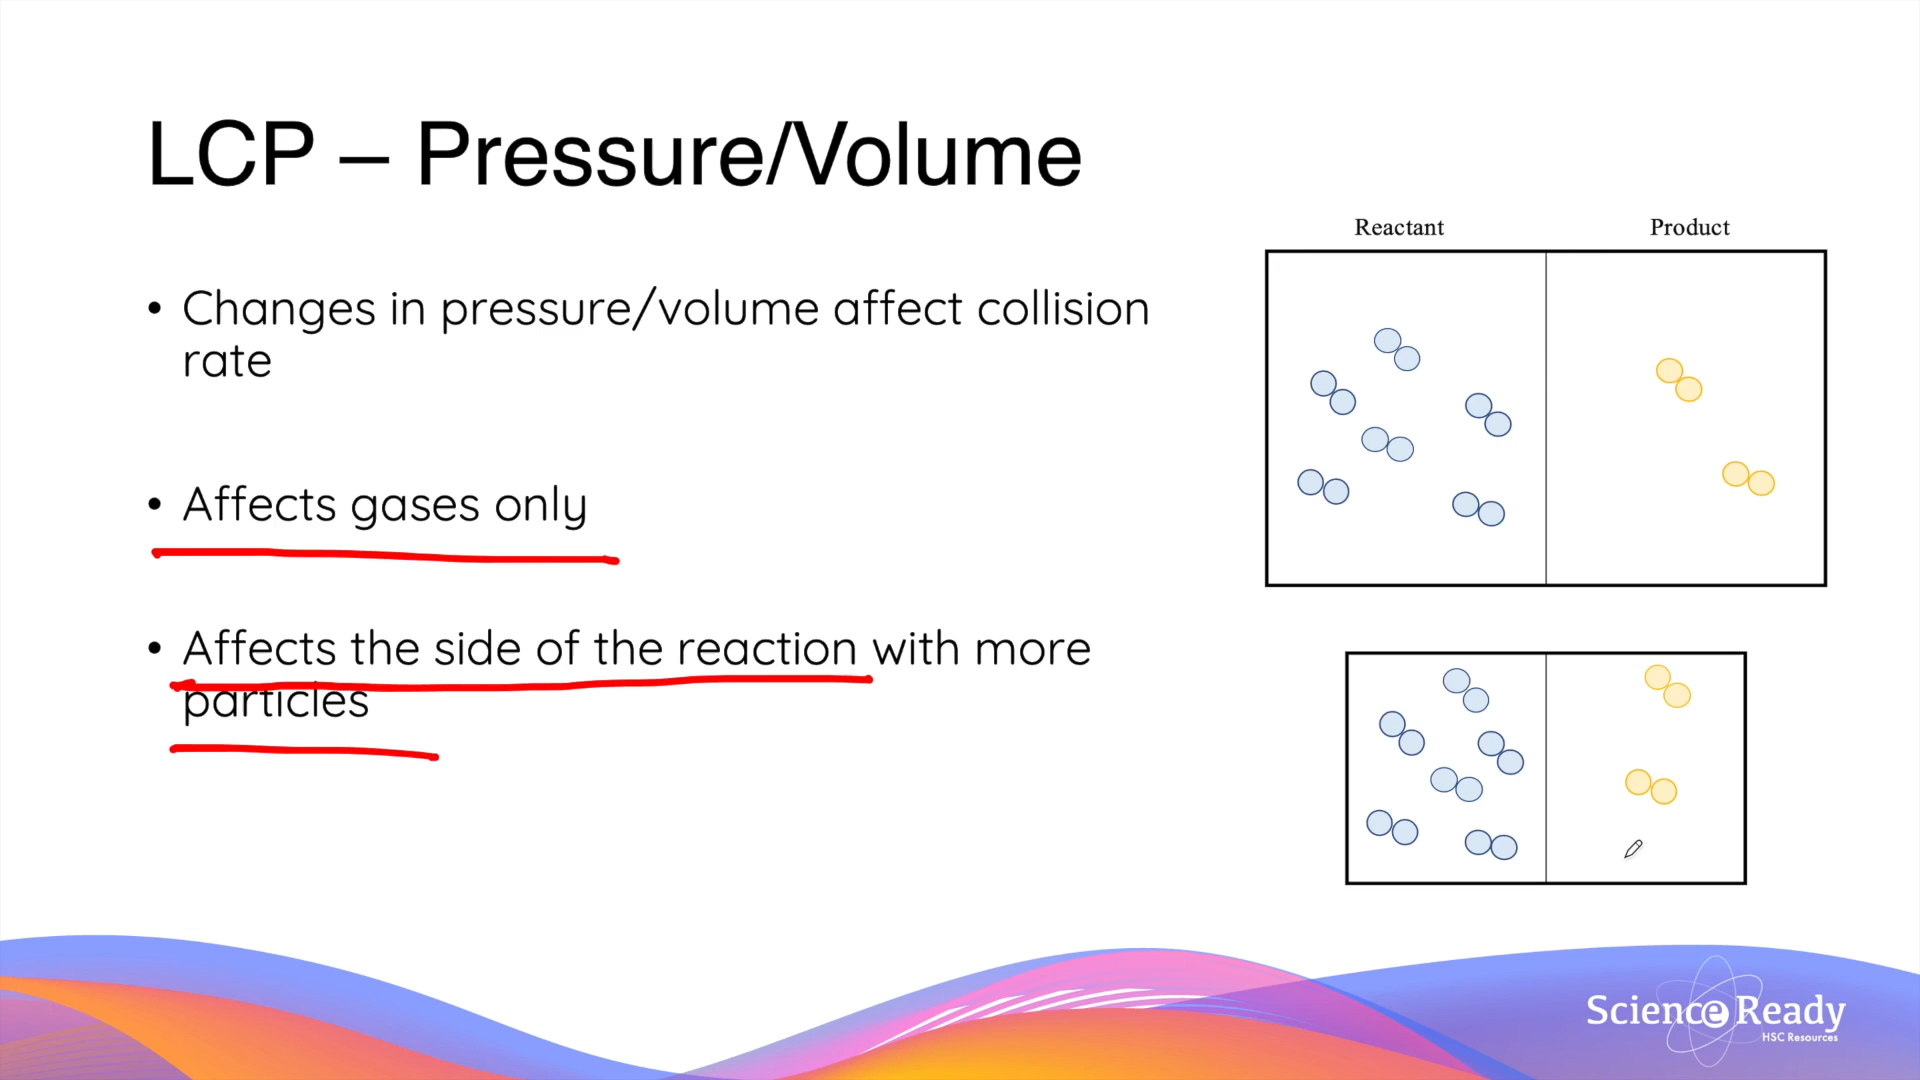 LCP – Pressure/Volume
• Changes in pressure/volume affect collision
rate
• Affects gases only
• Affects the side of the reaction with more
particles
Reactant
Product
Science Ready
HSC Resources